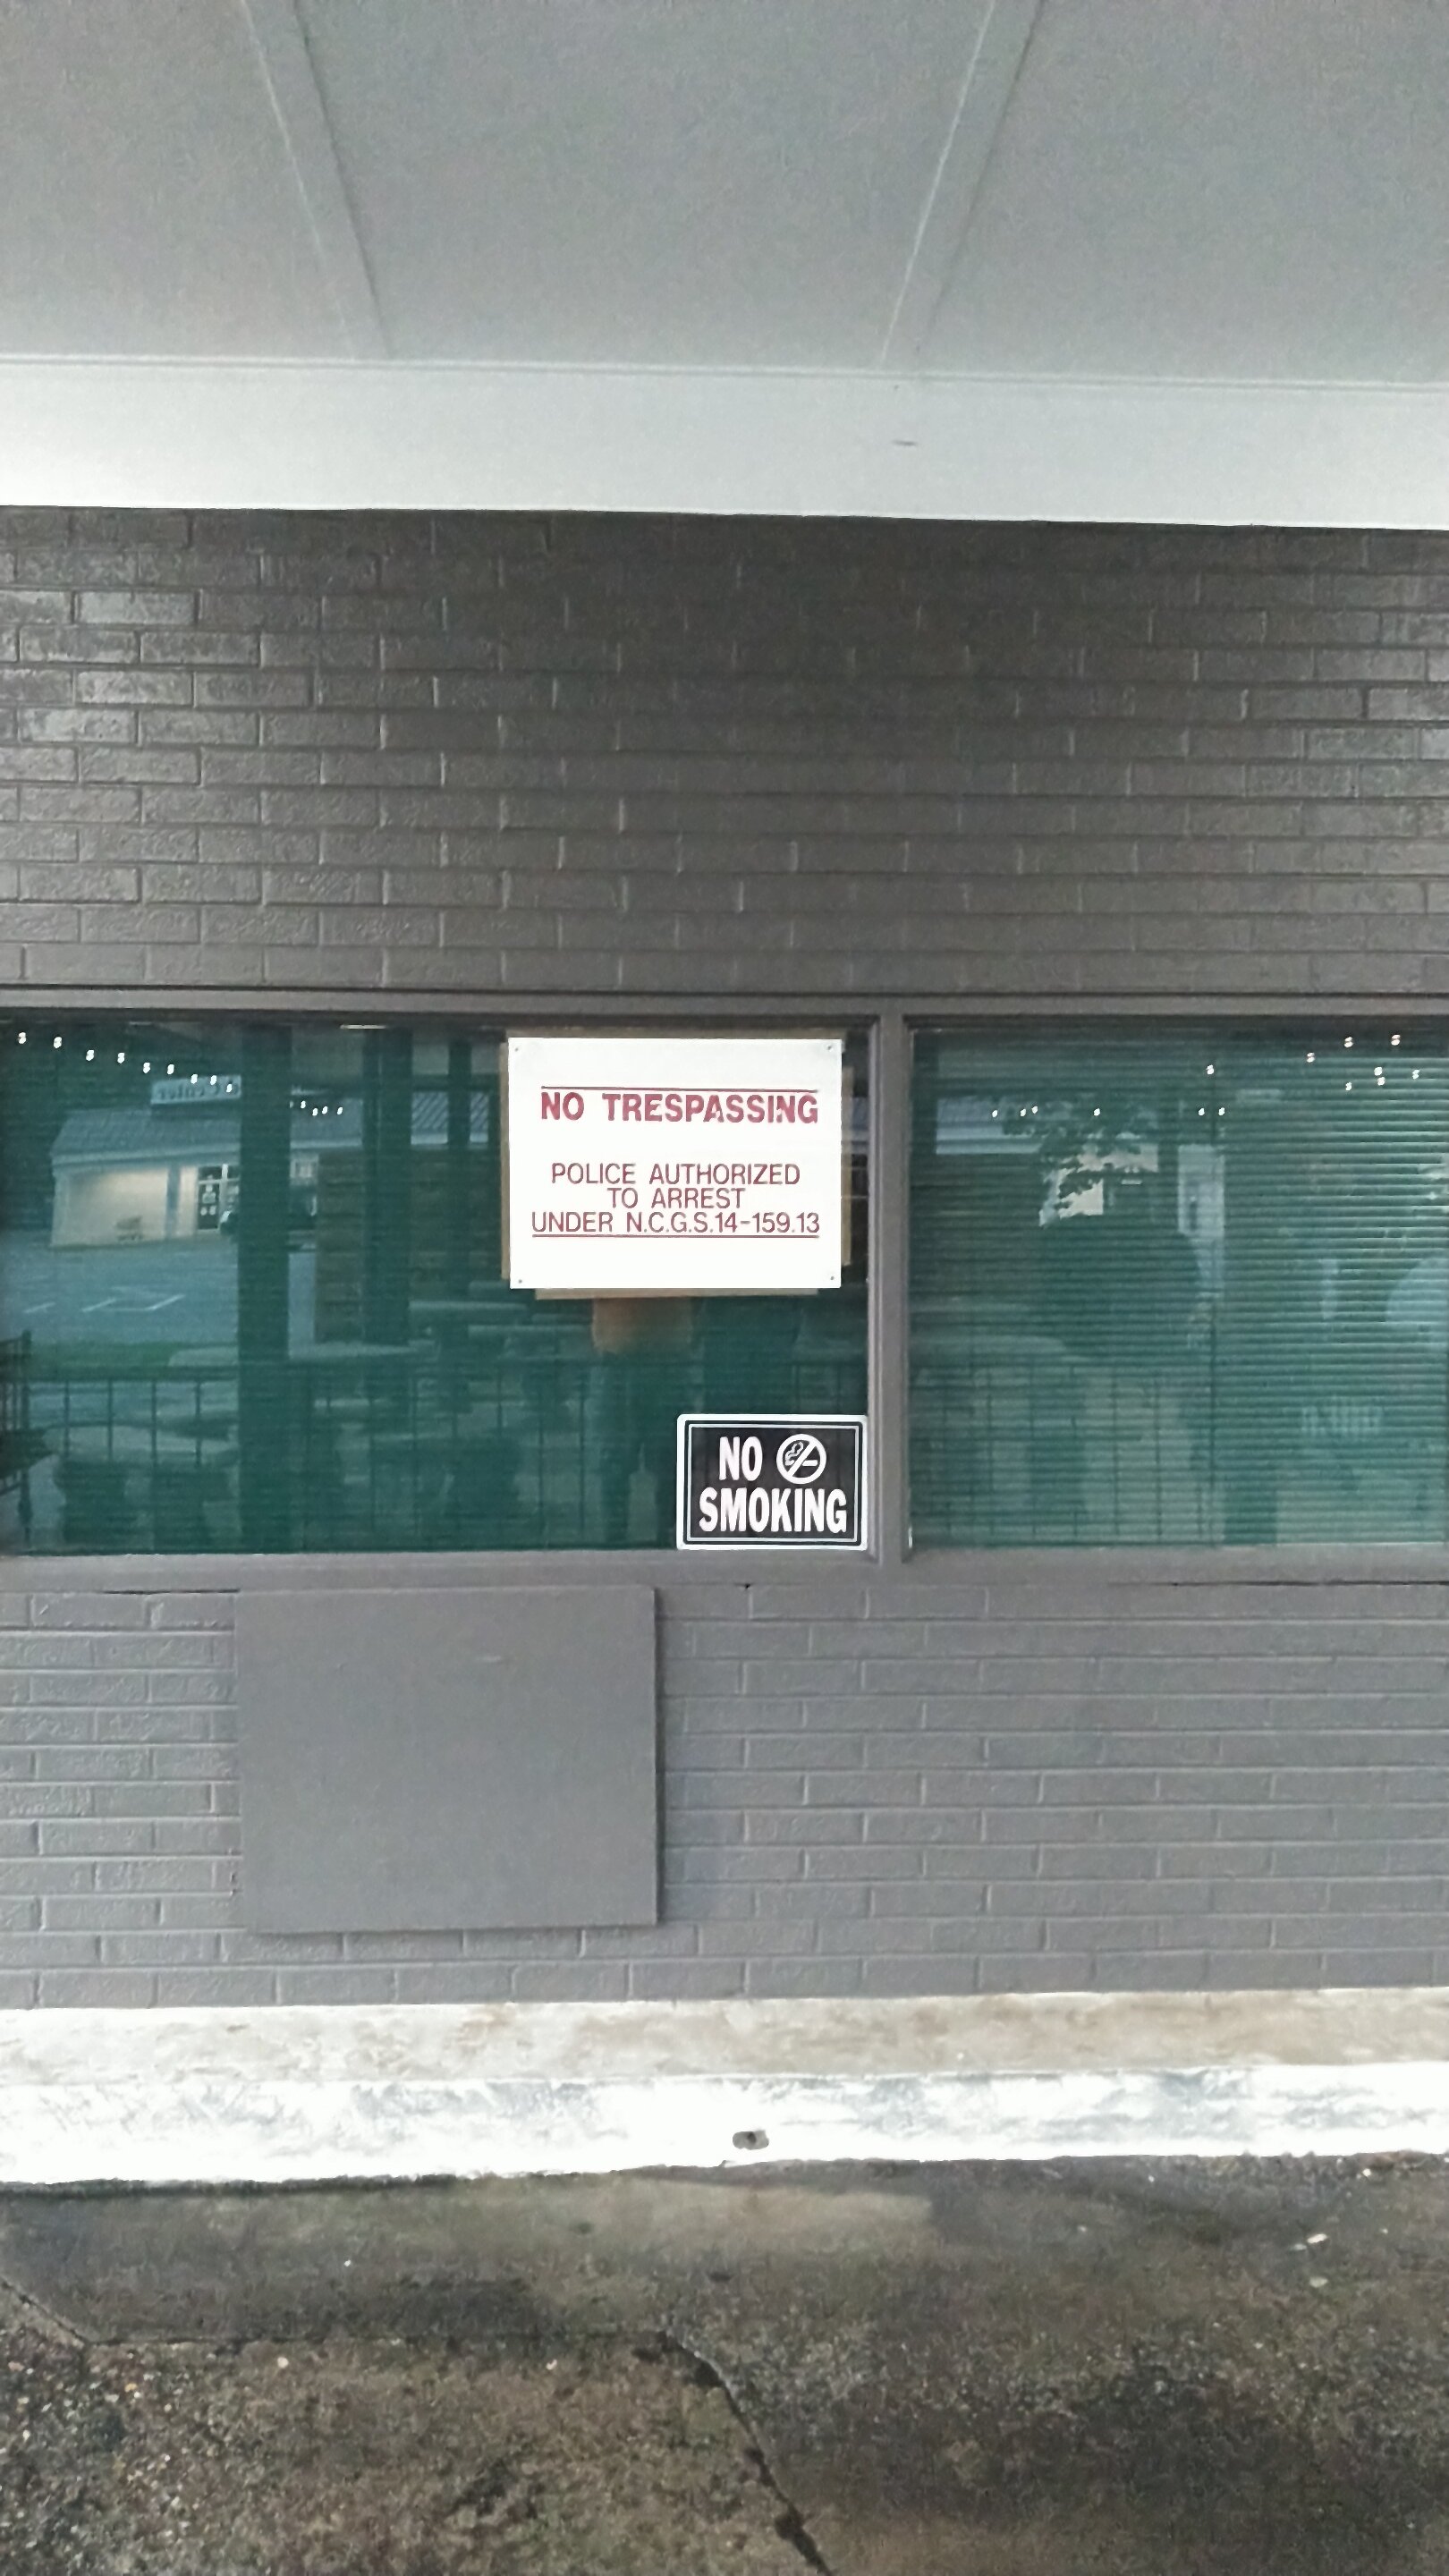 NO TRESPASSING
POLICE AUTHORIZED
TO ARREST
UNDER N.C.G.S.14-159.13
NO
SMOKING